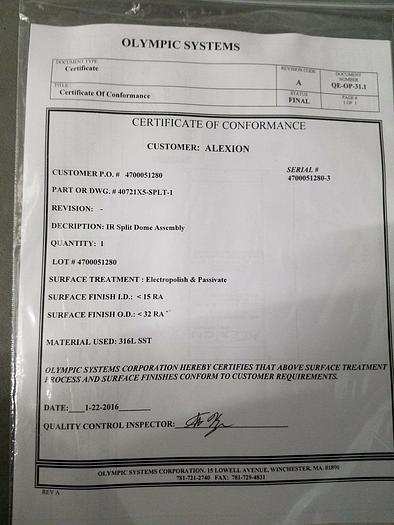 OLYMPIC SYSTEMS
DOCUMENT TYPE
Certificate
REVISION CODE
A
DOCUMENT
NUMBER
QE-OP-31.1
TITLE
Certificate Of Conformance
STATUS
FINAL
PAGE #
1 OF 1
CERTIFICATE OF CONFORMANCE
CUSTOMER: ALEXION
CUSTOMER P.O. # 4700051280
SERIAL #
4700051280-3
PART OR DWG. # 40721X5-SPLT-1
REVISION: -
DECRIPTION: IR Split Dome Assembly
QUANTITY: 1
LOT # 4700051280
SURFACE TREATMENT : Electropolish & Passivate
SURFACE FINISH I.D.: < 15 RA
SURFACE FINISH O.D.: < 32 RA
MATERIAL USED: 316L SST
OLYMPIC SYSTEMS CORPORATION HEREBY CERTIFIES THAT ABOVE SURFACE TREATMENT
PROCESS AND SURFACE FINISHES CONFORM TO CUSTOMER REQUIREMENTS.
DATE: 1-22-2016
QUALITY CONTROL INSPECTOR:
OLYMPIC SYSTEMS CORPORATION, 15 LOWELL AVENUE, WINCHESTER, MA. 01890
781-721-2740 FAX: 781-729-4831
REV A